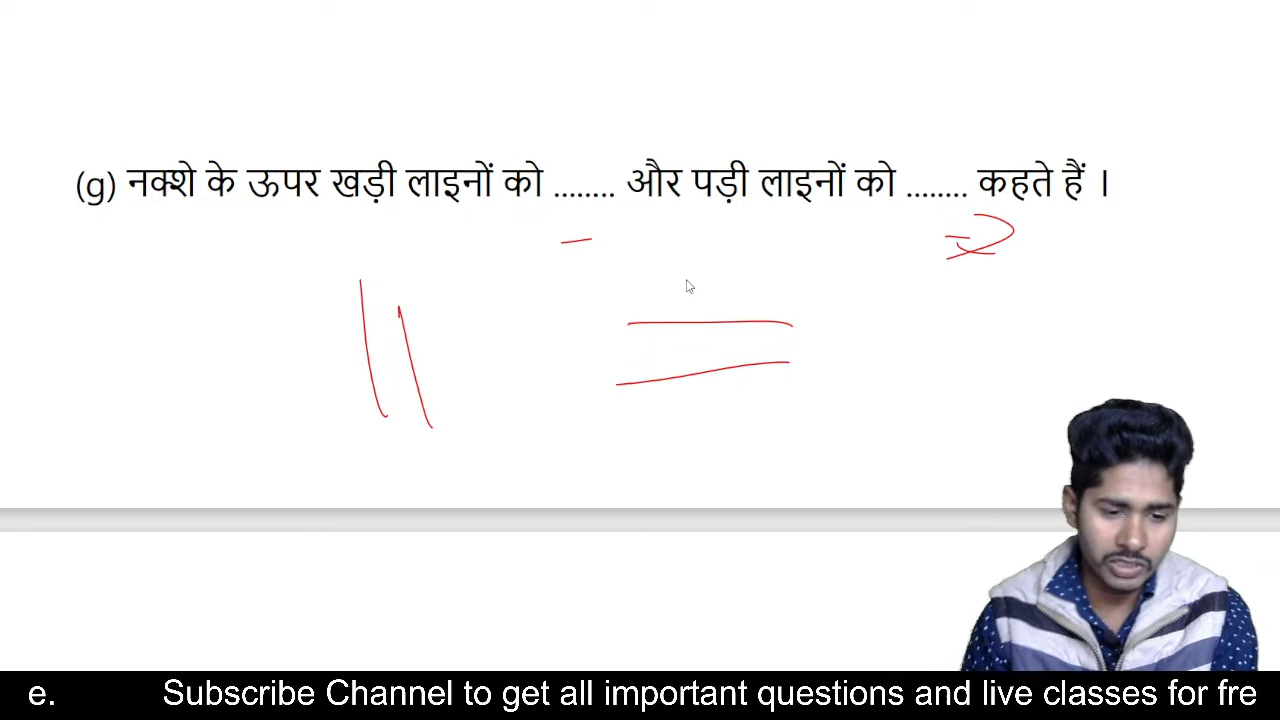 (g) नक्शे के ऊपर खड़ी लाइनों को ........ और पड़ी लाइनों को ........ कहते हैं ।
e. Subscribe Channel to get all important questions and live classes for fre